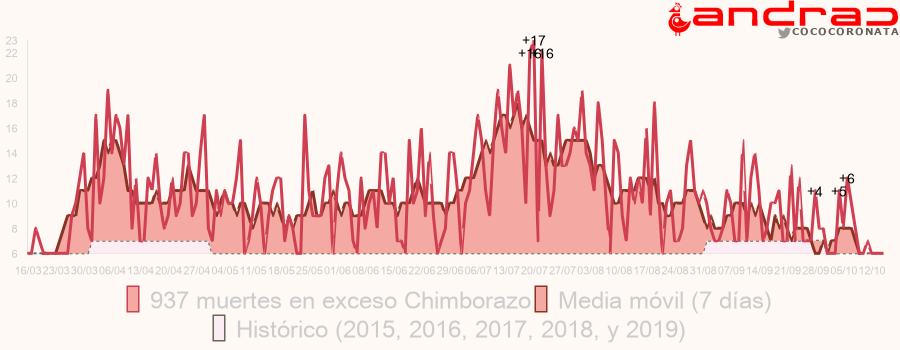 andrac
COCOCORONATA
+17
+16 +16
+6
+4 +5
23
22
20
18
16
14
12
10
8
6
16/03 23/03 30/03 06/04 13/04 20/04 27/04 04/05 11/05 18/05 25/05 01/06 08/06 15/06 22/06 29/06 06/07 13/07 20/07 27/07 03/08 10/08 17/08 24/08 31/08 07/09 14/09 21/09 28/09 05/10 12/10
937 muertes en exceso Chimborazo Media móvil (7 días)
Histórico (2015, 2016, 2017, 2018, y 2019)